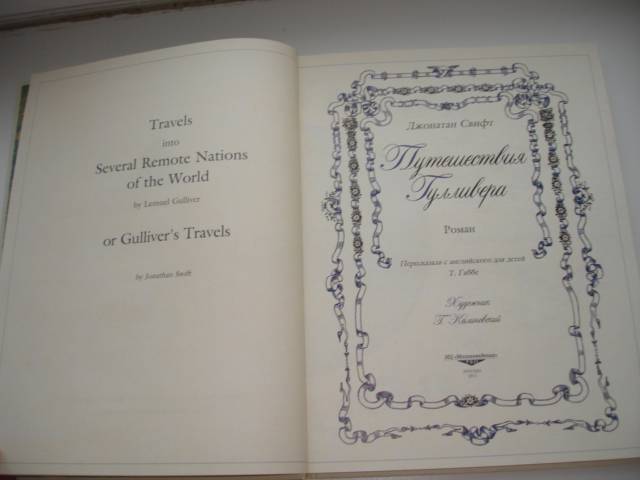 Travels
into
Several Remote Nations
of the World
by Lemuel Gulliver
or Gulliver's Travels
by Jonathan Swift
Джонатан Свифт
Путешествия
Гулливера
Роман
Пересказала с английского для детей
Т. Габбе
Художник
Г. Калиновский